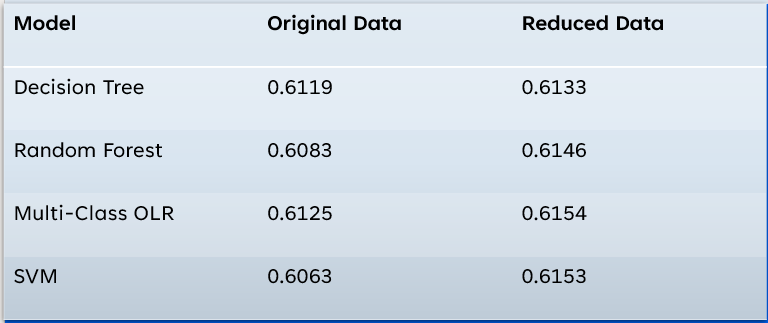 Model Original Data Reduced Data
Decision Tree 0.6119 0.6133
Random Forest 0.6083 0.6146
Multi-Class OLR 0.6125 0.6154
SVM 0.6063 0.6153